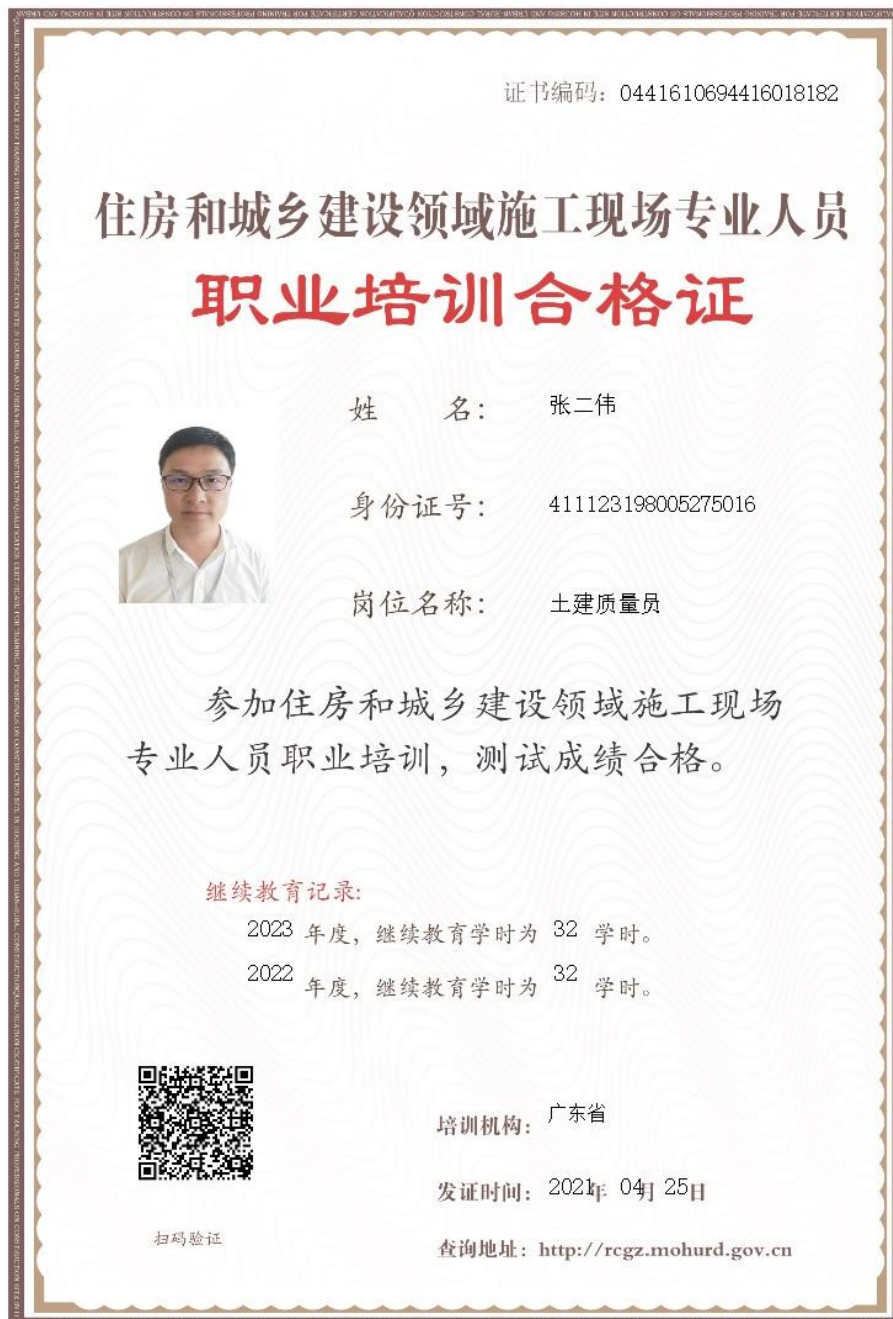 证书编码：0441610694416018182
住房和城乡建设领域施工现场专业人员
职业培训合格证
姓 名：张二伟
身份证号：411123198005275016
岗位名称：土建质量员
参加住房和城乡建设领域施工现场
专业人员职业培训，测试成绩合格。
继续教育记录:
2023 年度，继续教育学时为 32 学时。
2022 年度，继续教育学时为 32 学时。
培训机构：广东省
发证时间：2021年 04月 25日
扫码验证
查询地址：http://rcgz.mohurd.gov.cn